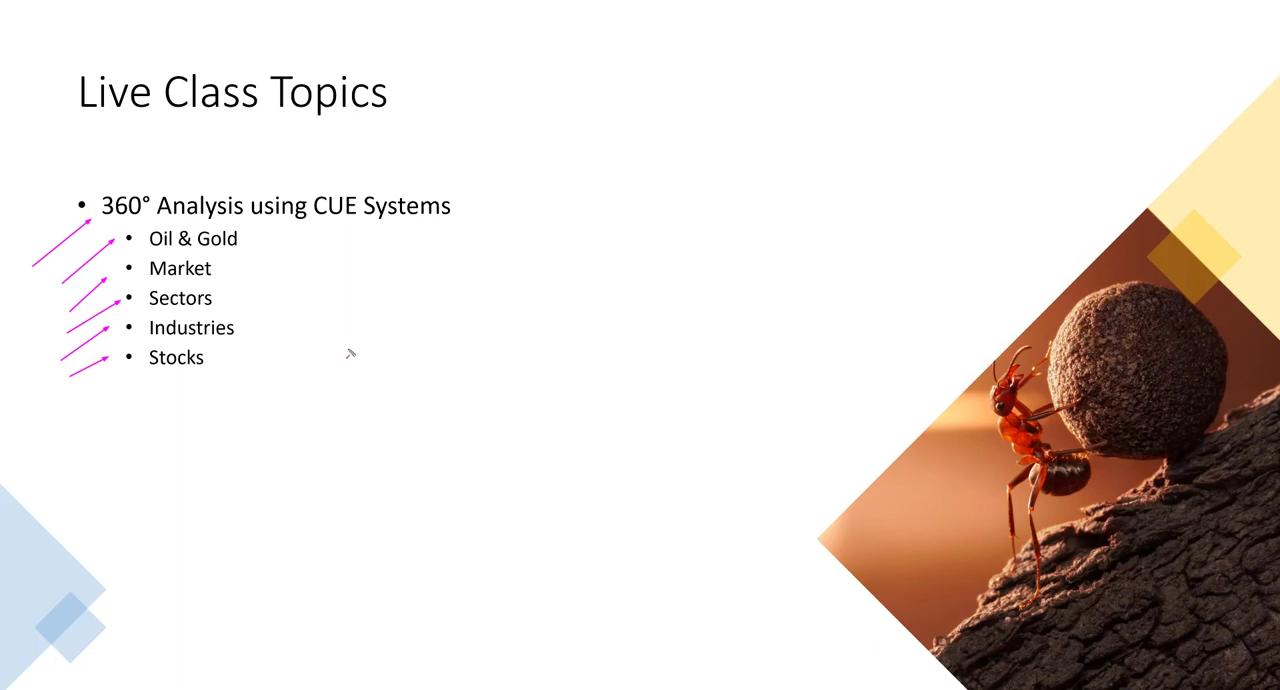 Live Class Topics
• 360° Analysis using CUE Systems
• Oil & Gold
• Market
• Sectors
• Industries
• Stocks